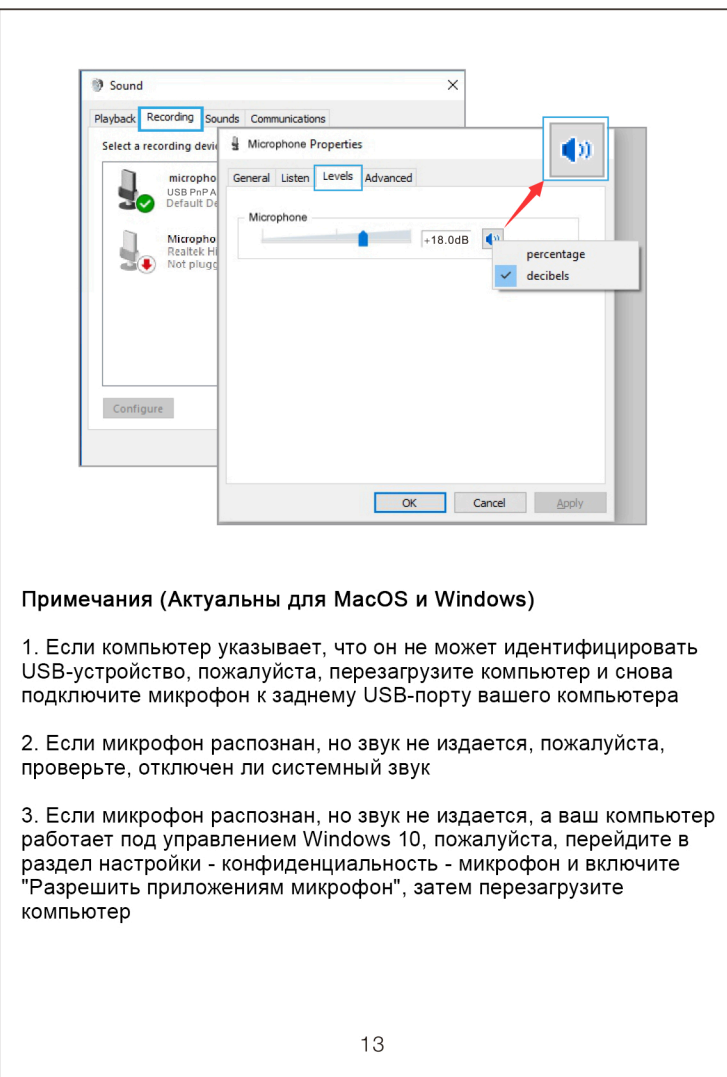 Sound
Playback Recording Sounds Communications
Select a recording devi
micropho
USB PnP A
Default De
Micropho
Realtek Hi
Not plugg
Configure
Microphone Properties
General Listen Levels Advanced
Microphone
+18.0dB
percentage
decibels
OK Cancel Apply
Примечания (Актуальны для MacOS и Windows)
1. Если компьютер указывает, что он не может идентифицировать
USB-устройство, пожалуйста, перезагрузите компьютер и снова
подключите микрофон к заднему USB-порту вашего компьютера
2. Если микрофон распознан, но звук не издается, пожалуйста,
проверьте, отключен ли системный звук
3. Если микрофон распознан, но звук не издается, а ваш компьютер
работает под управлением Windows 10, пожалуйста, перейдите в
раздел настройки - конфиденциальность - микрофон и включите
"Разрешить приложениям микрофон", затем перезагрузите
компьютер
13